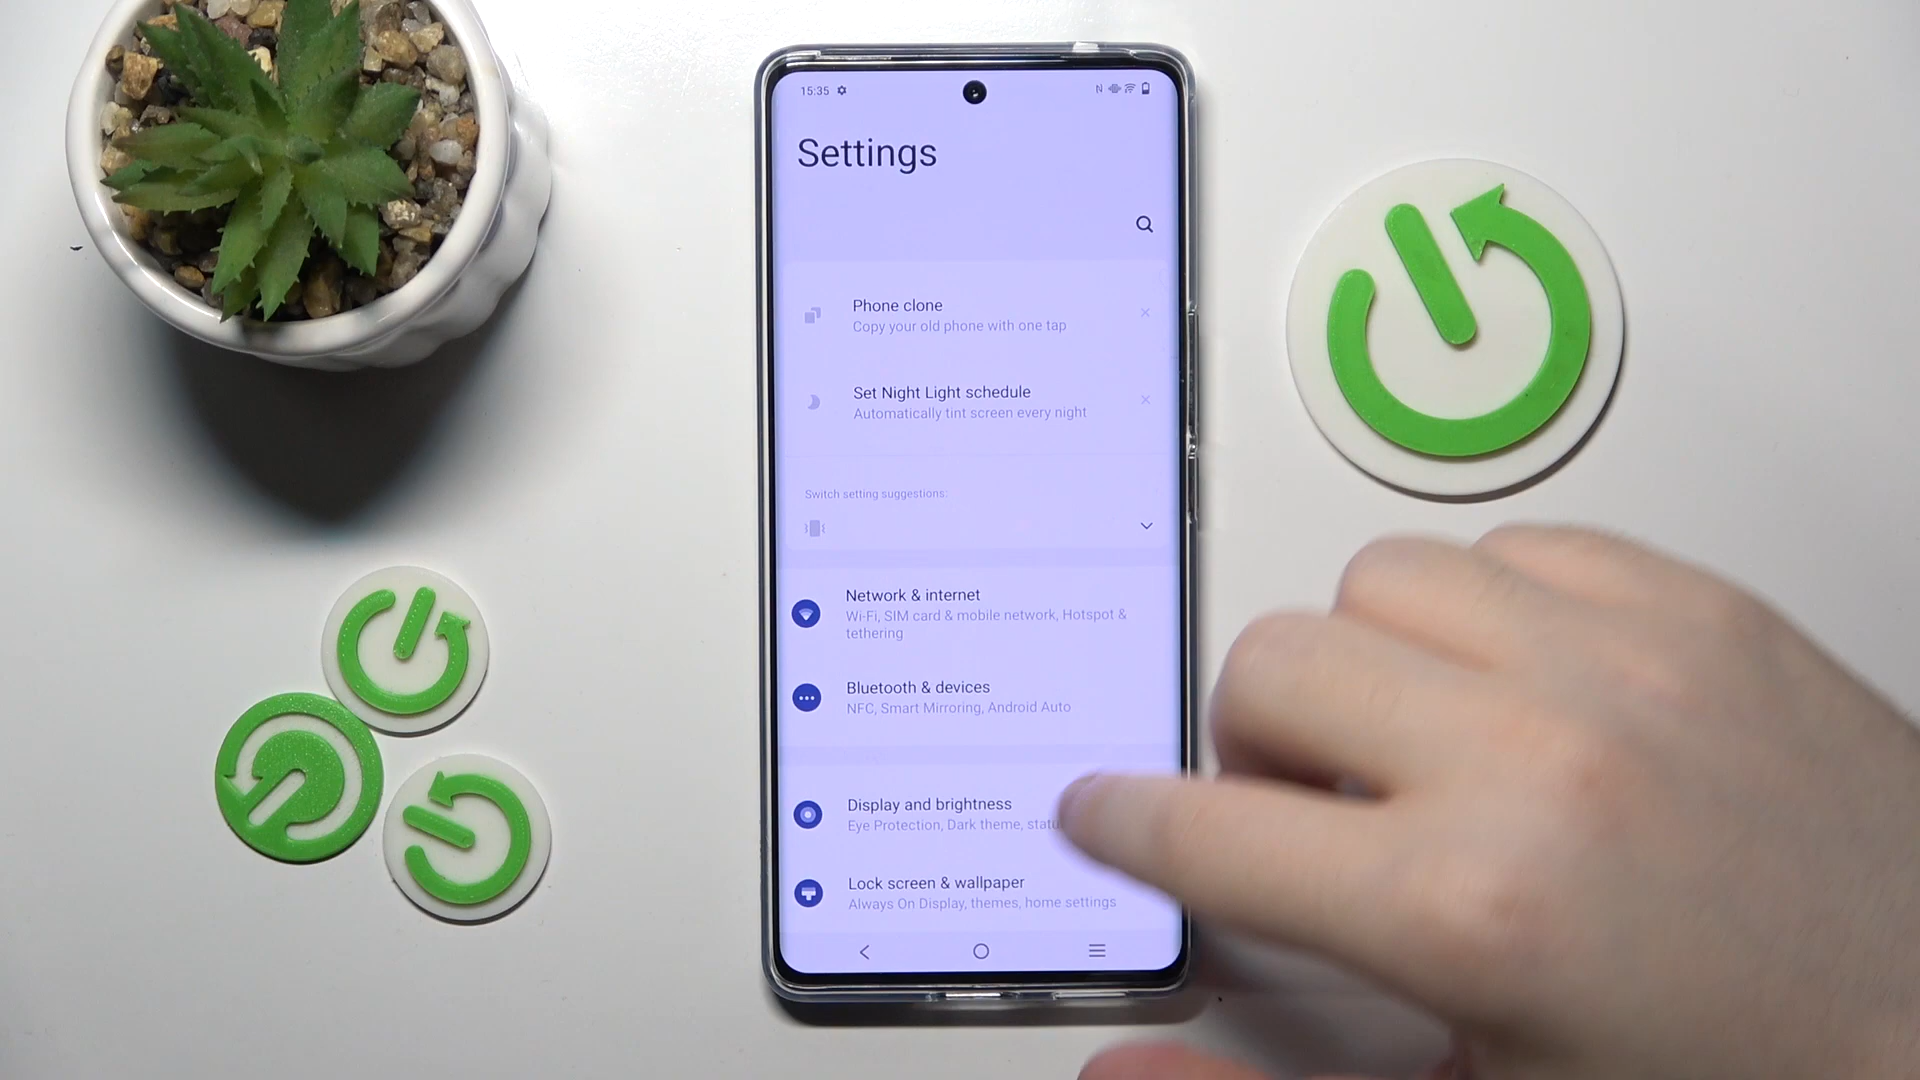 15:35
Settings
Phone clone
Copy your old phone with one tap
Set Night Light schedule
Automatically tint screen every night
Switch setting suggestions:
Network & internet
Wi-Fi, SIM card & mobile network, Hotspot &
tethering
Bluetooth & devices
NFC, Smart Mirroring, Android Auto
Display and brightness
Eye Protection, Dark theme,
Lock screen & wallpaper
Always On Display, themes, home settings